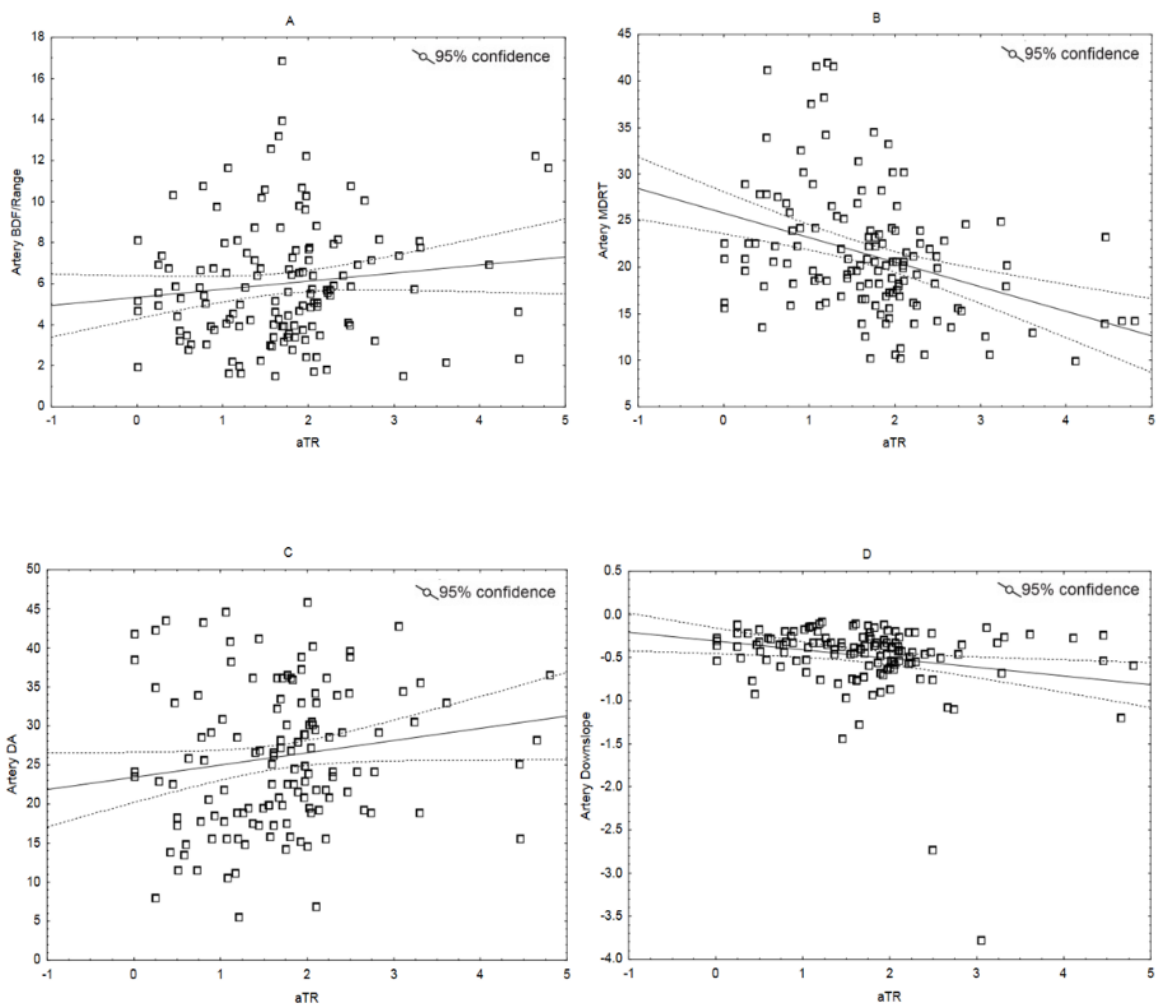 A
95% confidence
Artery BDF/Range
18
16
14
12
10
8
6
4
2
0
-1 0 1 2 3 4 5
aTR
B
95% confidence
Artery MDRT
45
40
35
30
25
20
15
10
5
-1 0 1 2 3 4 5
aTR
C
95% confidence
Artery DA
50
45
40
35
30
25
20
15
10
5
0
-1 0 1 2 3 4 5
aTR
D
95% confidence
Artery Downslope
0.5
0.0
-0.5
-1.0
-1.5
-2.0
-2.5
-3.0
-3.5
-4.0
-1 0 1 2 3 4 5
aTR